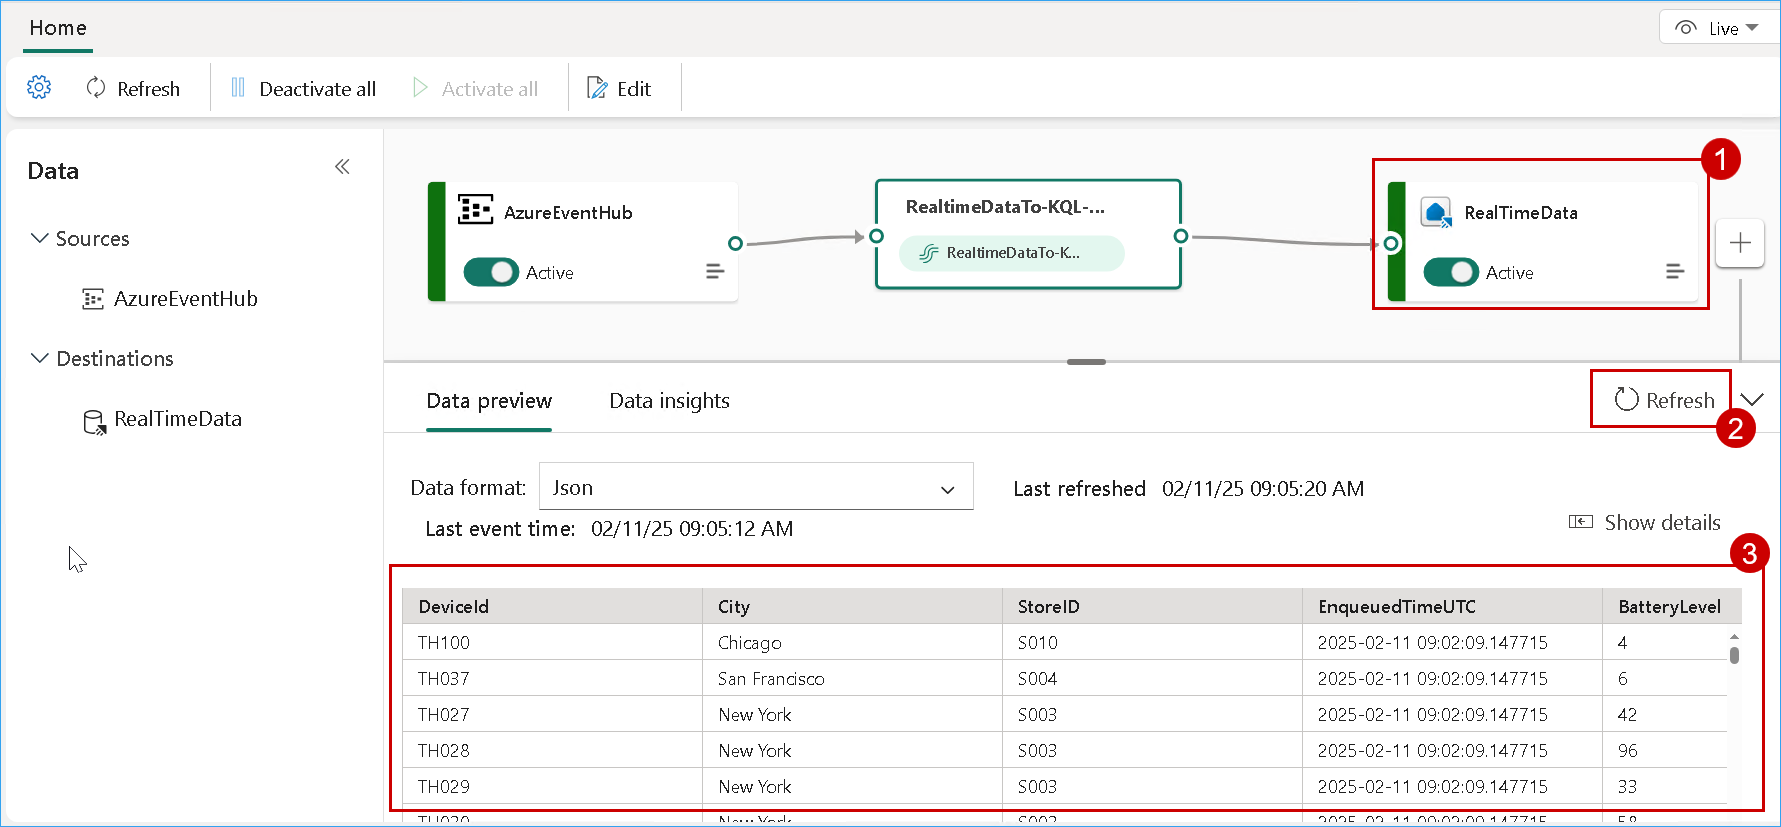 Home
Live
Refresh
Deactivate all
Activate all
Edit
Data
Sources
AzureEventHub
Destinations
RealTimeData
AzureEventHub
Active
RealtimeDataTo-KQL-...
RealtimeDataTo-K...
1
RealTimeData
Active
Data preview
Data insights
Refresh
2
Data format:
Json
Last refreshed 02/11/25 09:05:20 AM
Last event time: 02/11/25 09:05:12 AM
Show details
3
DeviceId City StoreID EnqueuedTimeUTC BatteryLevel
TH100 Chicago S010 2025-02-11 09:02:09.147715 4
TH037 San Francisco S004 2025-02-11 09:02:09.147715 6
TH027 New York S003 2025-02-11 09:02:09.147715 42
TH028 New York S003 2025-02-11 09:02:09.147715 96
TH029 New York S003 2025-02-11 09:02:09.147715 33